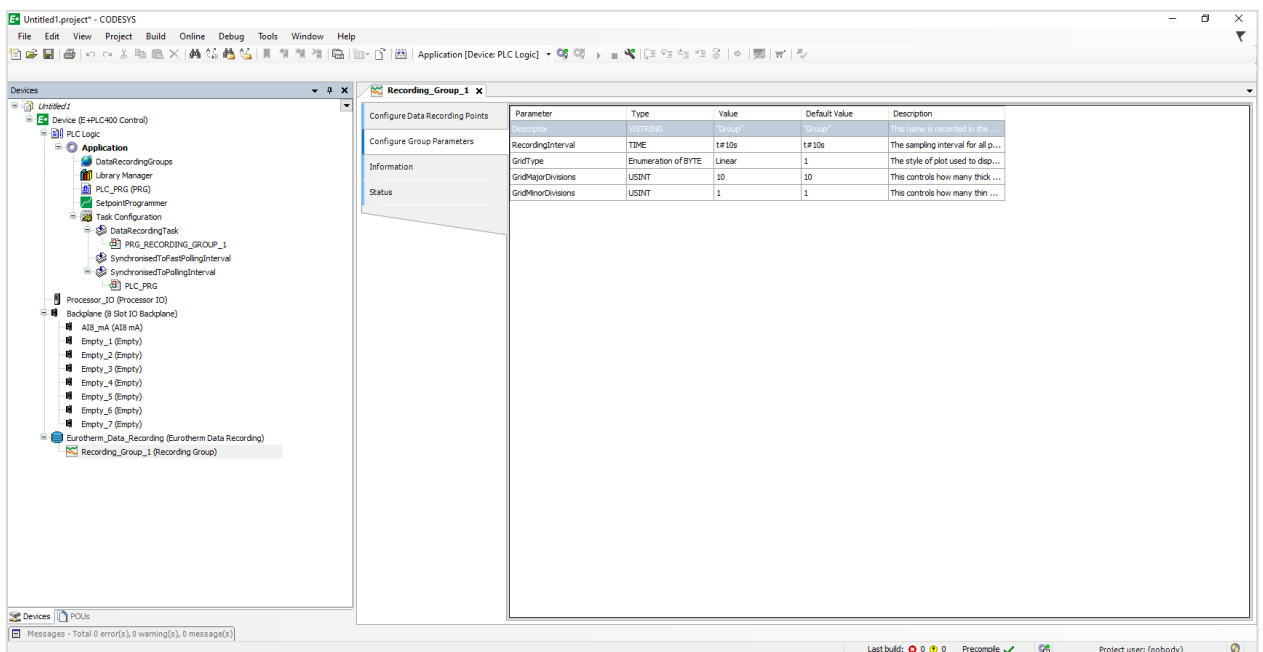 Untitled1.project* - CODESYS
File Edit View Project Build Online Debug Tools Window Help
Application [Device: PLC Logic]
Devices
Untitled1
Device (E+PLC400 Control)
PLC Logic
Application
DataRecordingGroups
Library Manager
PLC_PRG (PRG)
SetpointProgrammer
Task Configuration
DataRecordingTask
PRG_RECORDING_GROUP_1
SynchronisedToFastPollingInterval
SynchronisedToPollingInterval
PLC_PRG
Processor_IO (Processor IO)
Backplane (8 Slot IO Backplane)
AI8_mA (AI8 mA)
Empty_1 (Empty)
Empty_2 (Empty)
Empty_3 (Empty)
Empty_4 (Empty)
Empty_5 (Empty)
Empty_6 (Empty)
Empty_7 (Empty)
Eurotherm_Data_Recording (Eurotherm Data Recording)
Recording_Group_1 (Recording Group)
Devices POUs
Recording_Group_1
Configure Data Recording Points
Configure Group Parameters
Information
Status
Parameter Type Value Default Value Description
Descriptor WSTRING "Group" "Group" This name is recorded in the ...
RecordingInterval TIME t#10s t#10s The sampling interval for all p...
GridType Enumeration of BYTE Linear 1 The style of plot used to disp...
GridMajorDivisions USINT 10 10 This controls how many thick ...
GridMinorDivisions USINT 1 1 This controls how many thin ...
Messages - Total 0 error(s), 0 warning(s), 0 message(s)
Last build: 0 0 Precompile Project user: (nobody)